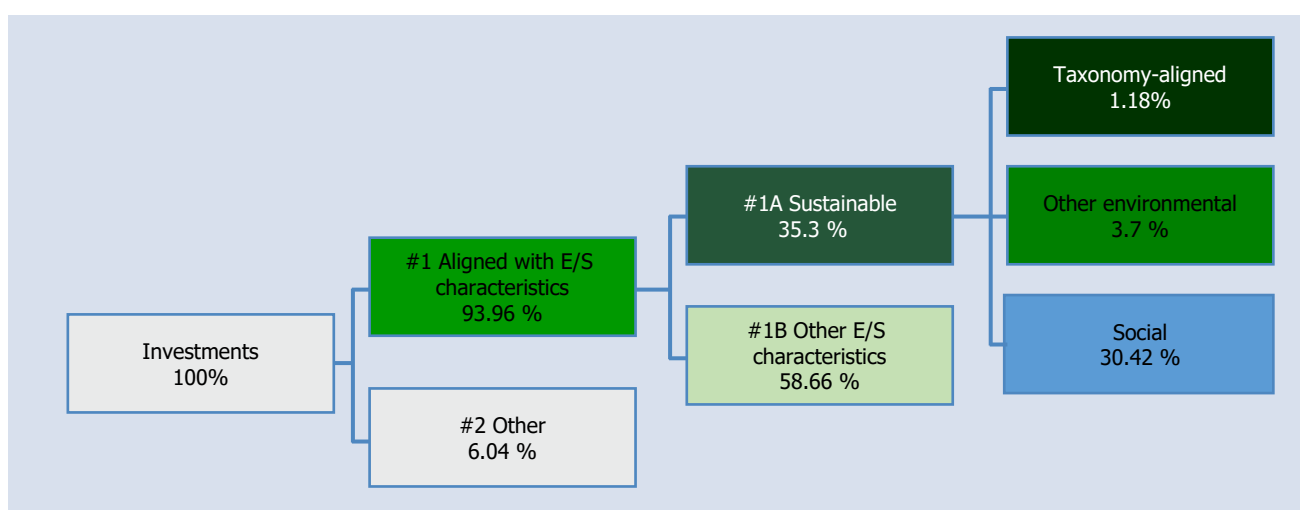 Investments
100%
#1 Aligned with E/S
characteristics
93.96 %
#2 Other
6.04 %
#1A Sustainable
35.3 %
#1B Other E/S
characteristics
58.66 %
Taxonomy-aligned
1.18%
Other environmental
3.7 %
Social
30.42 %